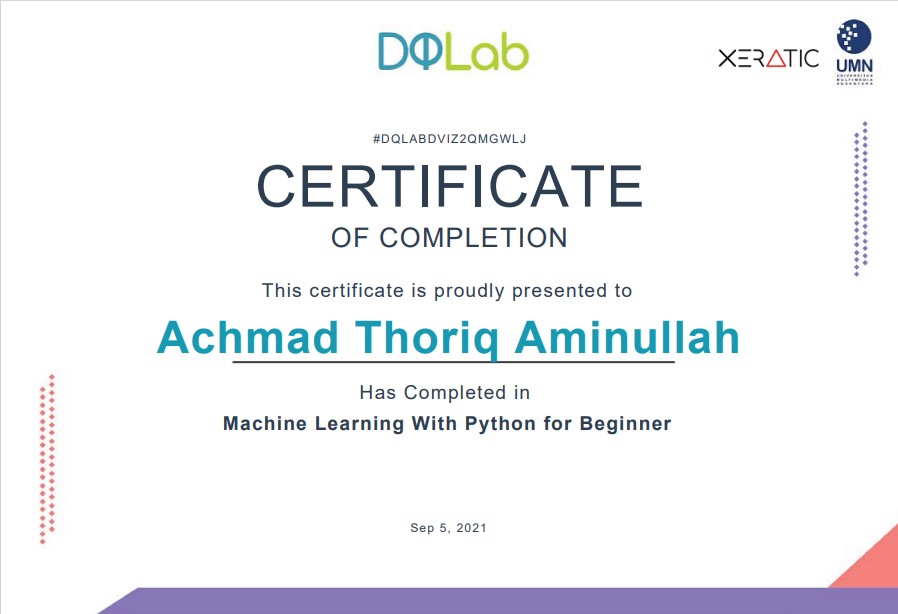 DQLab
XERATIC
UMN
UNIVERSITAS
MULTIMEDIA
NUSANTARA
#DQLABDVIZ2QMGWLJ
CERTIFICATE
OF COMPLETION
This certificate is proudly presented to
Achmad Thoriq Aminullah
Has Completed in
Machine Learning With Python for Beginner
Sep 5, 2021